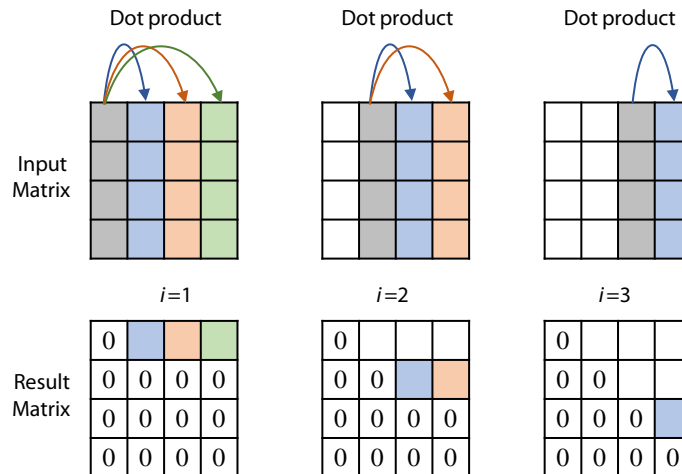 Dot product Dot product Dot product
Input
Matrix
i=1 i=2 i=3
0 0 0
Result
Matrix
0 0 0 0 0 0 0 0
0 0 0 0 0 0 0 0 0 0 0
0 0 0 0 0 0 0 0 0 0 0 0